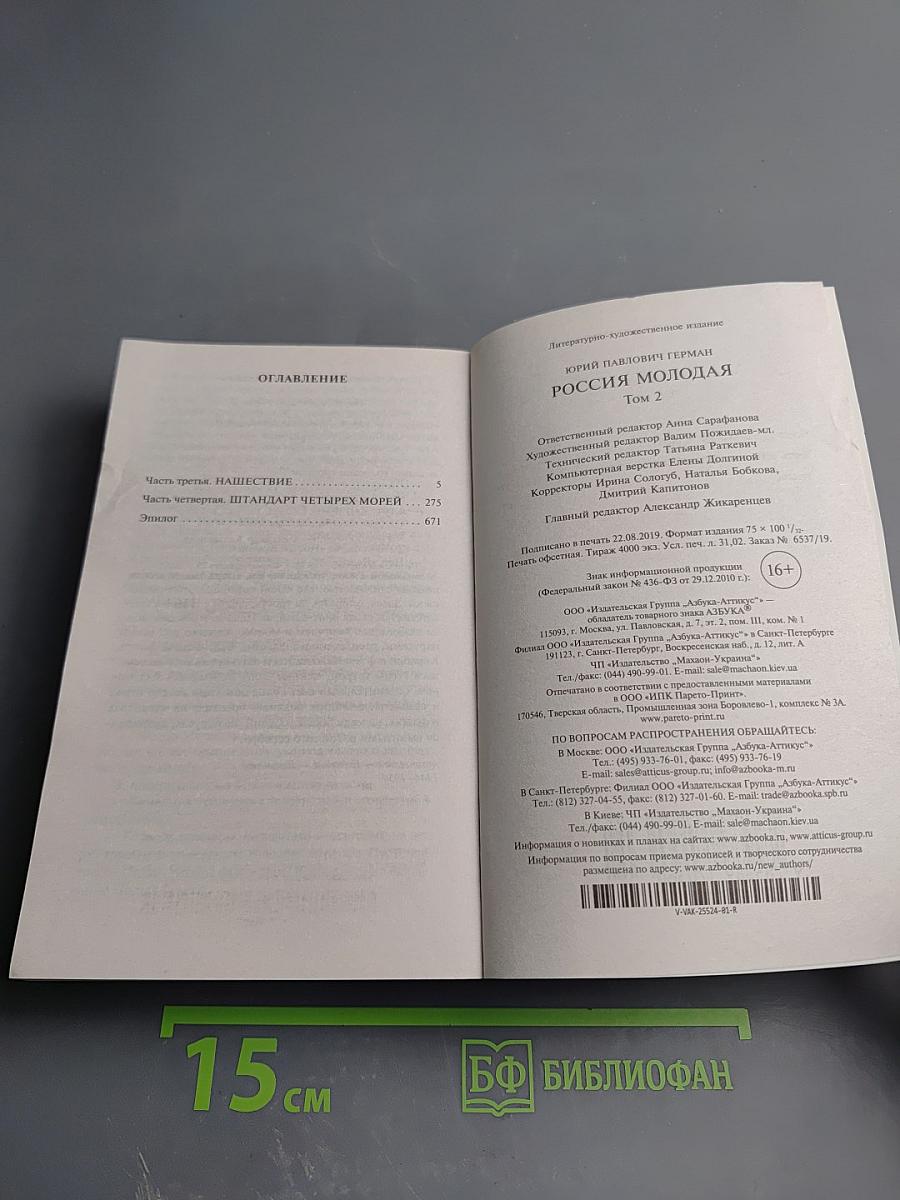 ОГЛАВЛЕНИЕ
Часть третья. НАШЕСТВИЕ . . . . . . . . . . . . . . . . . . . . . . . . 5
Часть четвертая. ШТАНДАРТ ЧЕТЫРЕХ МОРЕЙ . . . 275
Эпилог . . . . . . . . . . . . . . . . . . . . . . . . . . . . . . . . . . . . . . . . . . . 671
Литературно-художественное издание
ЮРИЙ ПАВЛОВИЧ ГЕРМАН
РОССИЯ МОЛОДАЯ
Том 2
Ответственный редактор Анна Сарафанова
Художественный редактор Вадим Пожидаев-мл.
Технический редактор Татьяна Раткевич
Компьютерная верстка Елены Долгиной
Корректоры Ирина Сологуб, Наталья Бобкова,
Дмитрий Капитонов
Главный редактор Александр Жикаренцев
Подписано в печать 22.08.2019. Формат издания 75 × 100 1/32.
Печать офсетная. Тираж 4000 экз. Усл. печ. л. 31,02. Заказ № 6537/19.
Знак информационной продукции
(Федеральный закон № 436-ФЗ от 29.12.2010 г.):
16+
ООО «Издательская Группа „Азбука-Аттикус“» —
обладатель товарного знака АЗБУКА®
115093, г. Москва, ул. Павловская, д. 7, эт. 2, пом. III, ком. № 1
Филиал ООО «Издательская Группа „Азбука-Аттикус“» в Санкт-Петербурге
191123, г. Санкт-Петербург, Воскресенская наб., д. 12, лит. А
ЧП «Издательство „Махаон-Украина“»
Тел./факс: (044) 490-99-01. E-mail: sale@machaon.kiev.ua
Отпечатано в соответствии с предоставленными материалами
в ООО «ИПК Парето-Принт».
170546, Тверская область, Промышленная зона Боровлево-1, комплекс № 3А.
www.pareto-print.ru
ПО ВОПРОСАМ РАСПРОСТРАНЕНИЯ ОБРАЩАЙТЕСЬ:
В Москве: ООО «Издательская Группа „Азбука-Аттикус“»
Тел.: (495) 933-76-01, факс: (495) 933-76-19
E-mail: sales@atticus-group.ru; info@azbooka-m.ru
В Санкт-Петербурге: Филиал ООО «Издательская Группа „Азбука-Аттикус“»
Тел.: (812) 327-04-55, факс: (812) 327-01-60. E-mail: trade@azbooka.spb.ru
В Киеве: ЧП «Издательство „Махаон-Украина“»
Тел./факс: (044) 490-99-01. E-mail: sale@machaon.kiev.ua
Информация о новинках и планах на сайтах: www.azbooka.ru, www.atticus-group.ru
Информация по вопросам приема рукописей и творческого сотрудничества
размещена по адресу: www.azbooka.ru/new_authors/
V-VAK-25524-01-R
15 см
БФ БИБЛИОФАН